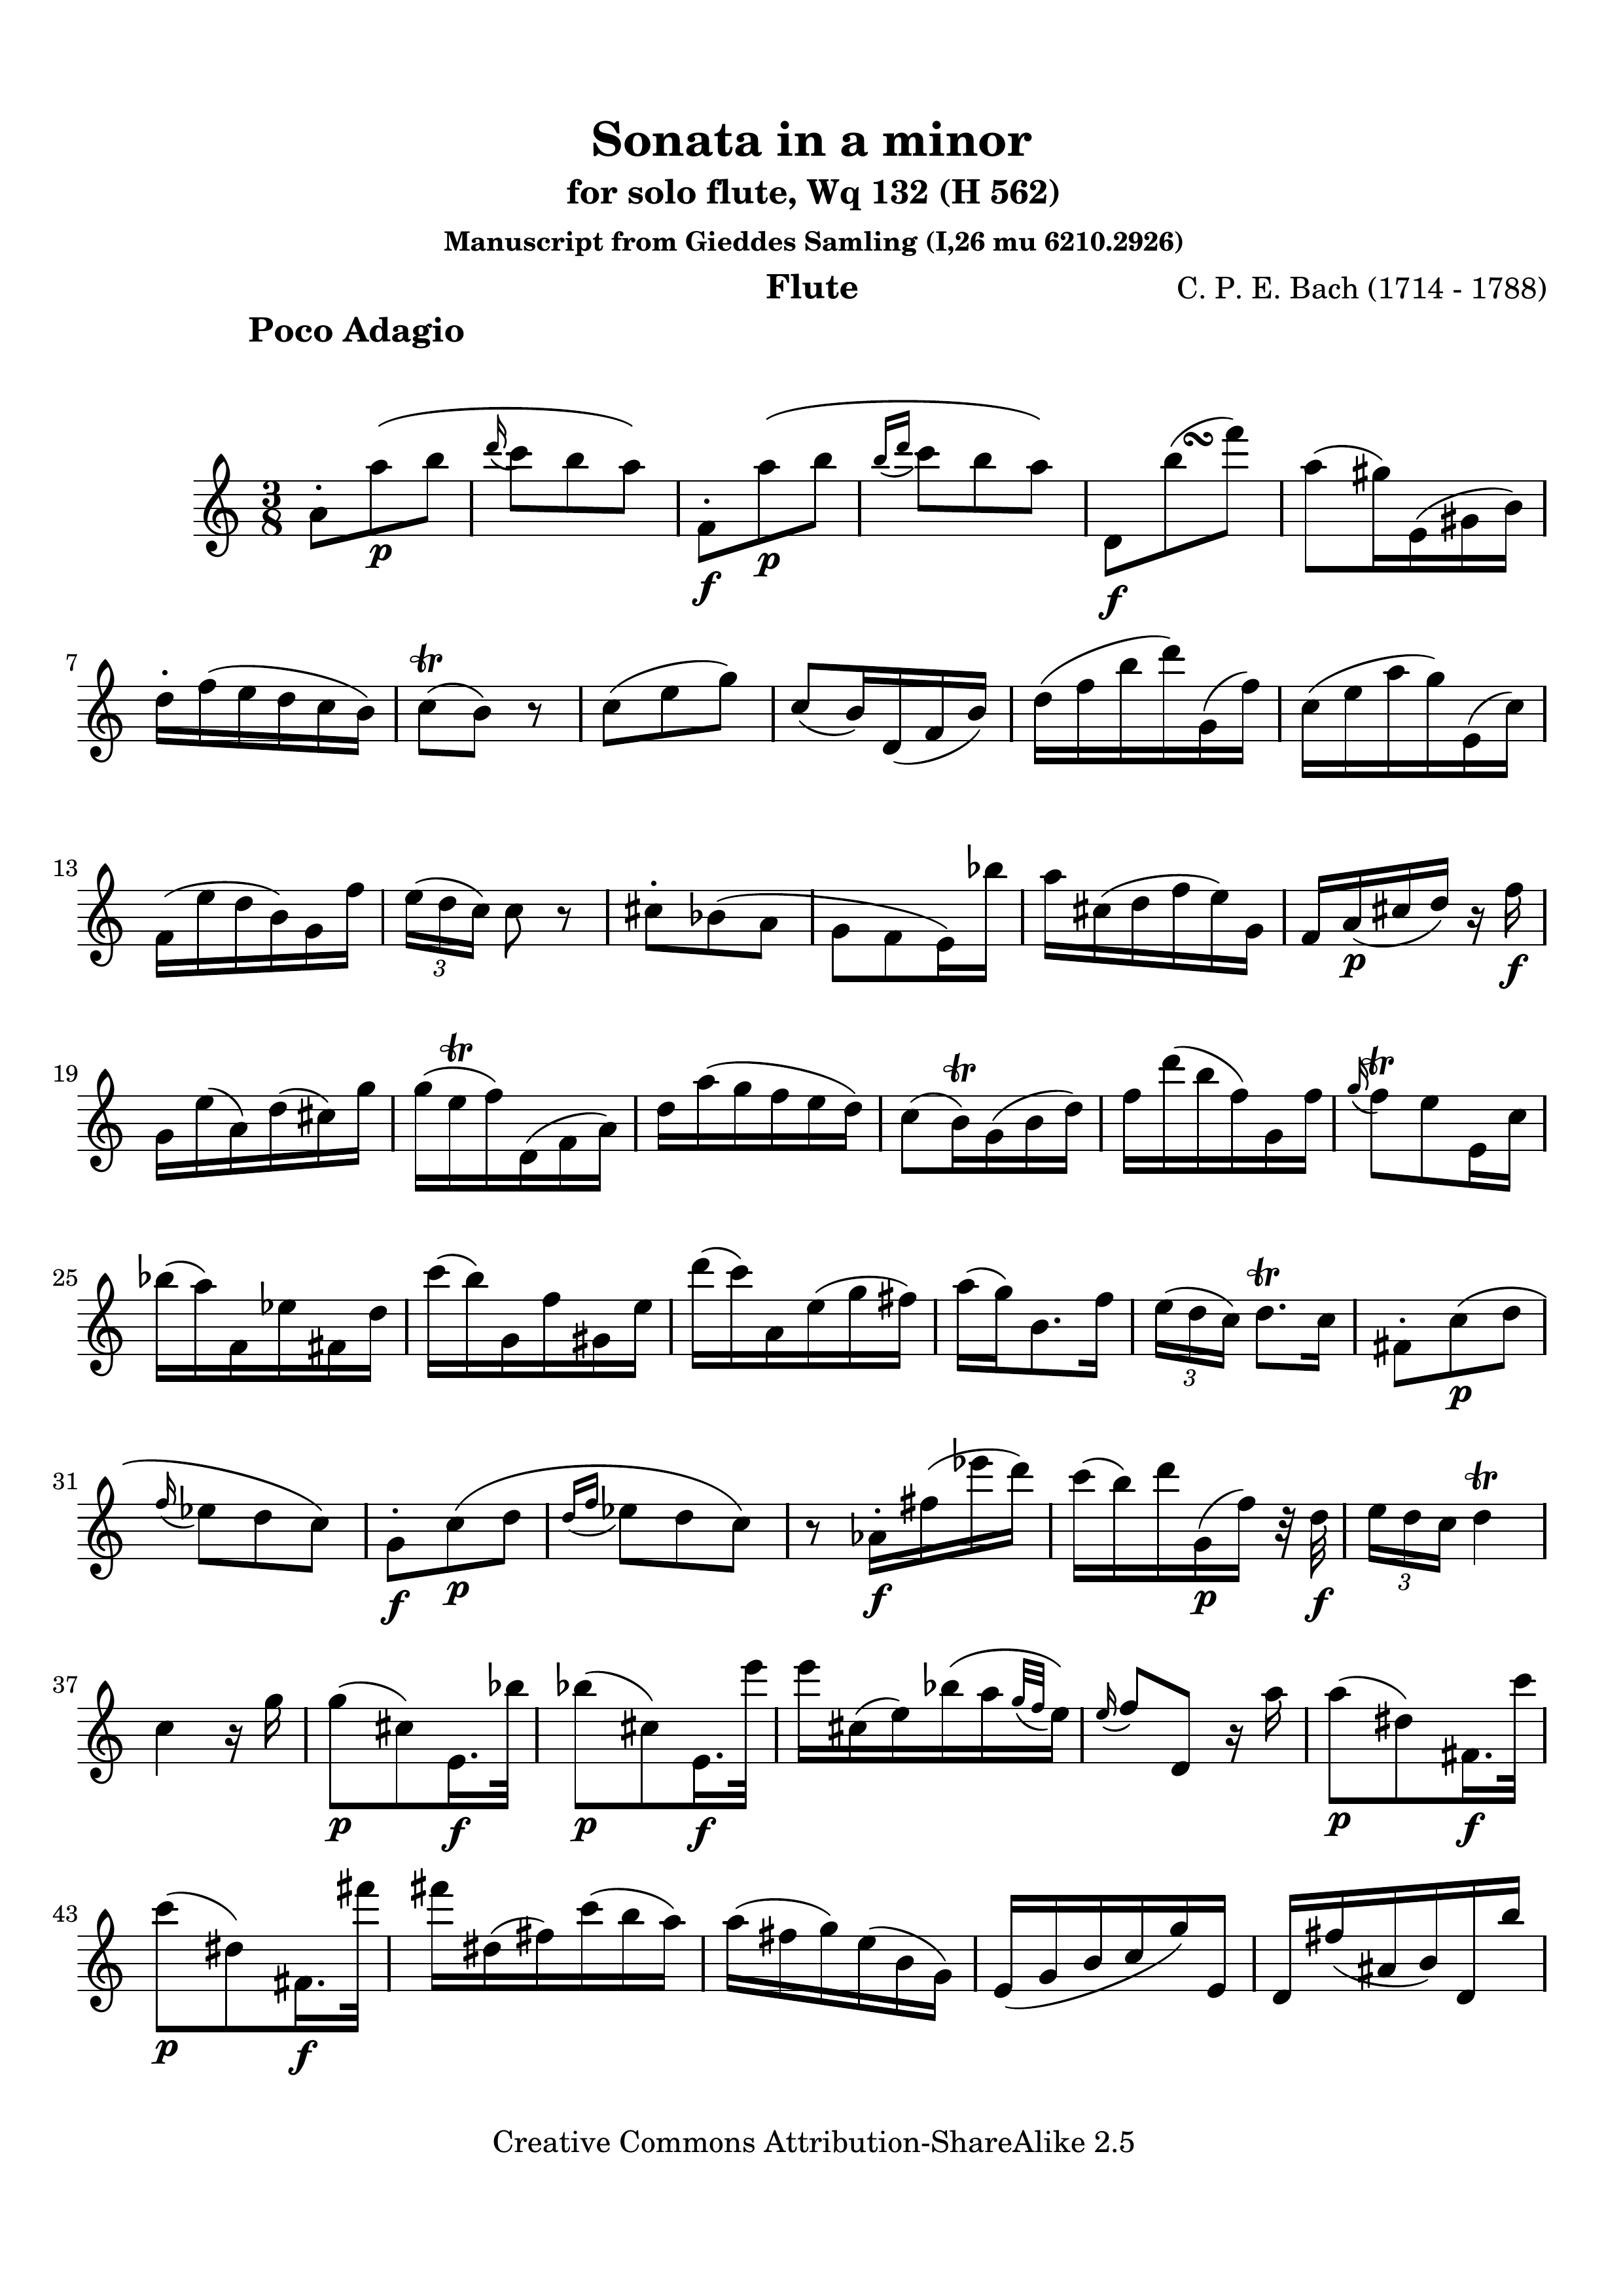 Sonata in a minor
for solo flute, Wq 132 (H 562)
Manuscript from Gieddes Samling (I,26 mu 6210.2926)
Flute C. P. E. Bach (1714 - 1788)
Poco Adagio
3
8
p f p f
7 tr
13 3 p f
19 tr tr tr
25 3 tr p
31 f p f p f 3 tr
37 p f p f p f
43 p f
Creative Commons Attribution-ShareAlike 2.5